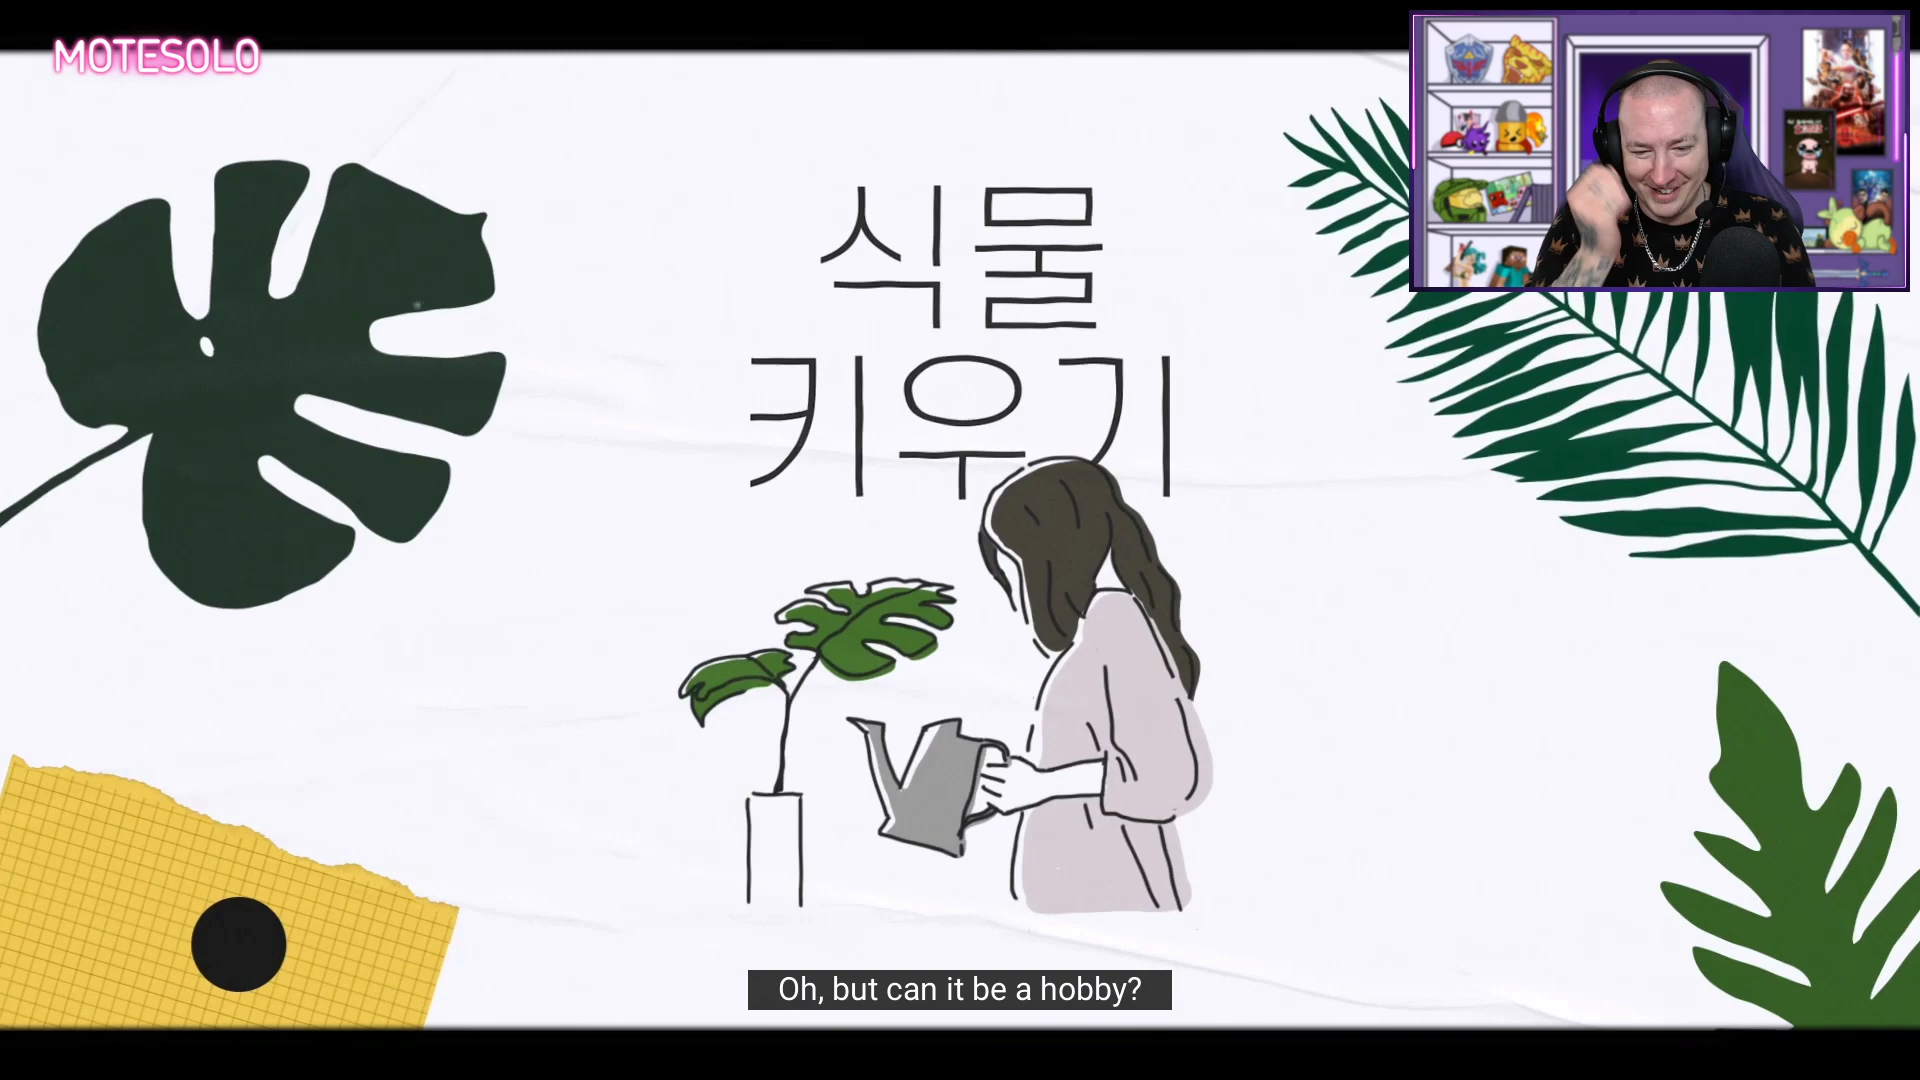 MOTESOLO
식물
키우기
Oh, but can it be a hobby?